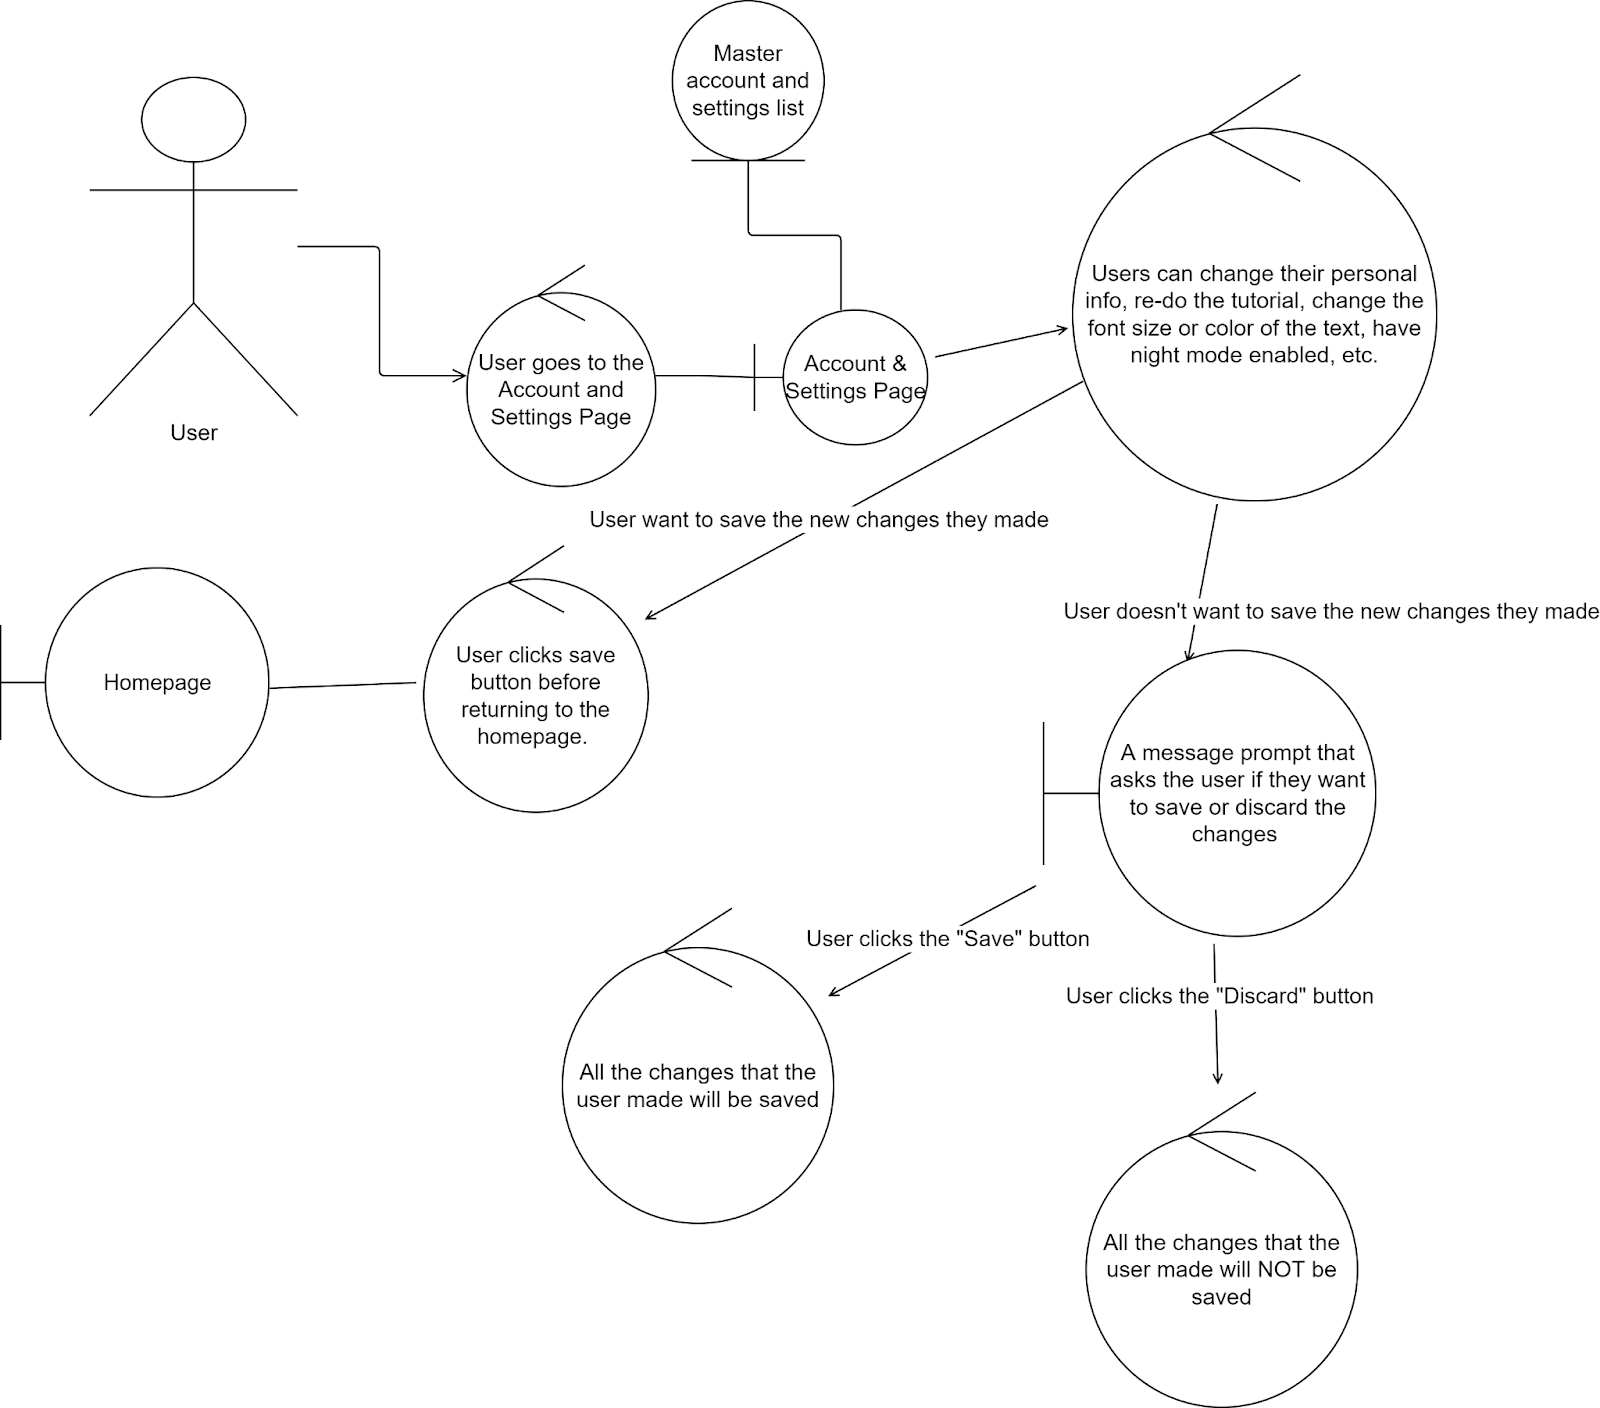 Master
account and
settings list
User
User goes to the
Account and
Settings Page
Account &
Settings Page
Users can change their personal
info, re-do the tutorial, change the
font size or color of the text, have
night mode enabled, etc.
User want to save the new changes they made
User doesn't want to save the new changes they made
Homepage
User clicks save
button before
returning to the
homepage.
A message prompt that
asks the user if they want
to save or discard the
changes
User clicks the "Save" button
User clicks the "Discard" button
All the changes that the
user made will be saved
All the changes that the
user made will NOT be
saved